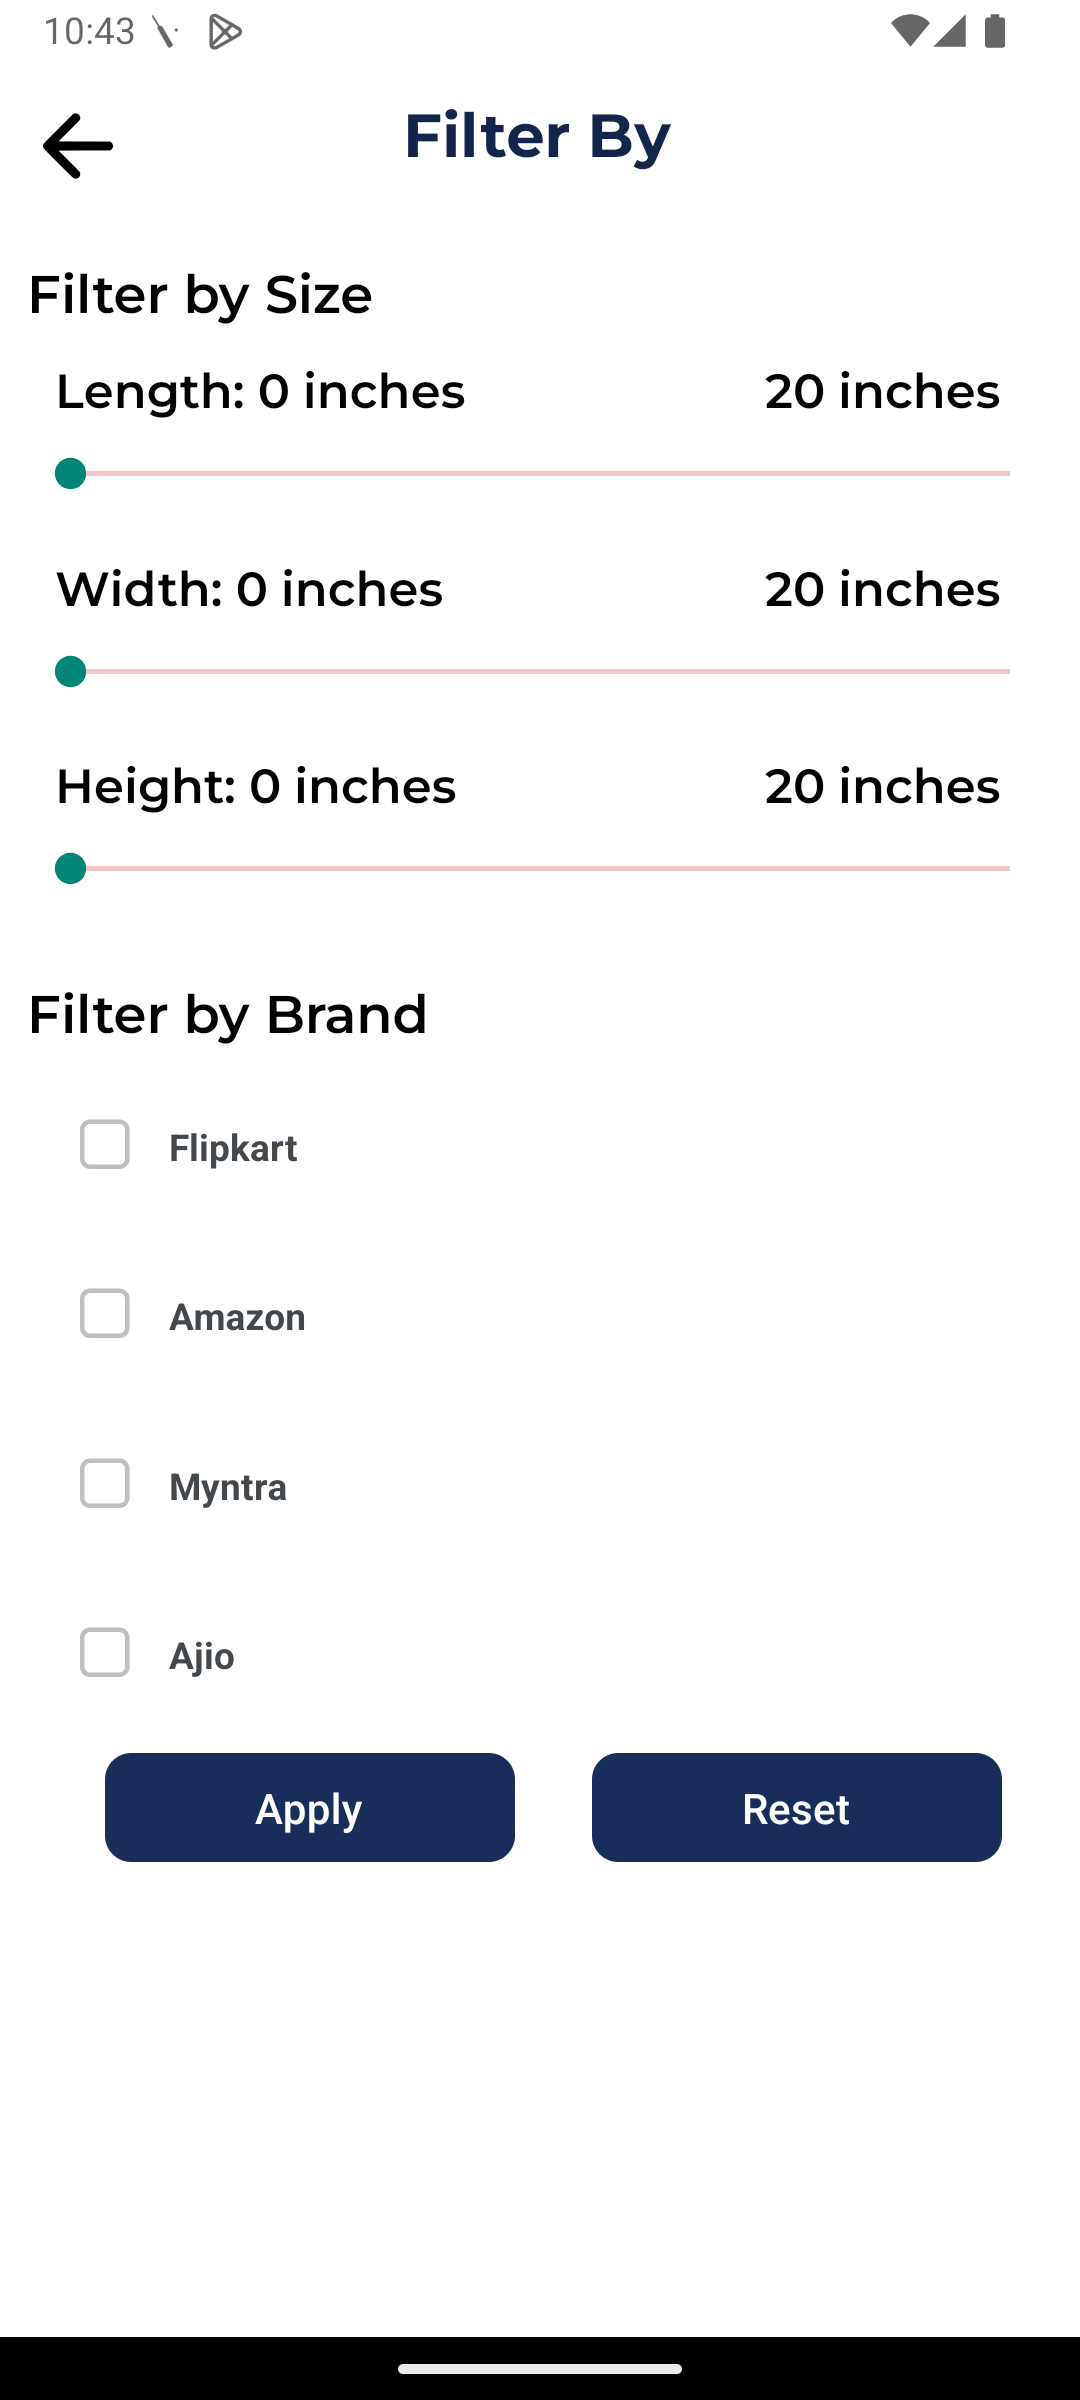 10:43
Filter By
Filter by Size
Length: 0 inches 20 inches
Width: 0 inches 20 inches
Height: 0 inches 20 inches
Filter by Brand
Flipkart
Amazon
Myntra
Ajio
Apply Reset